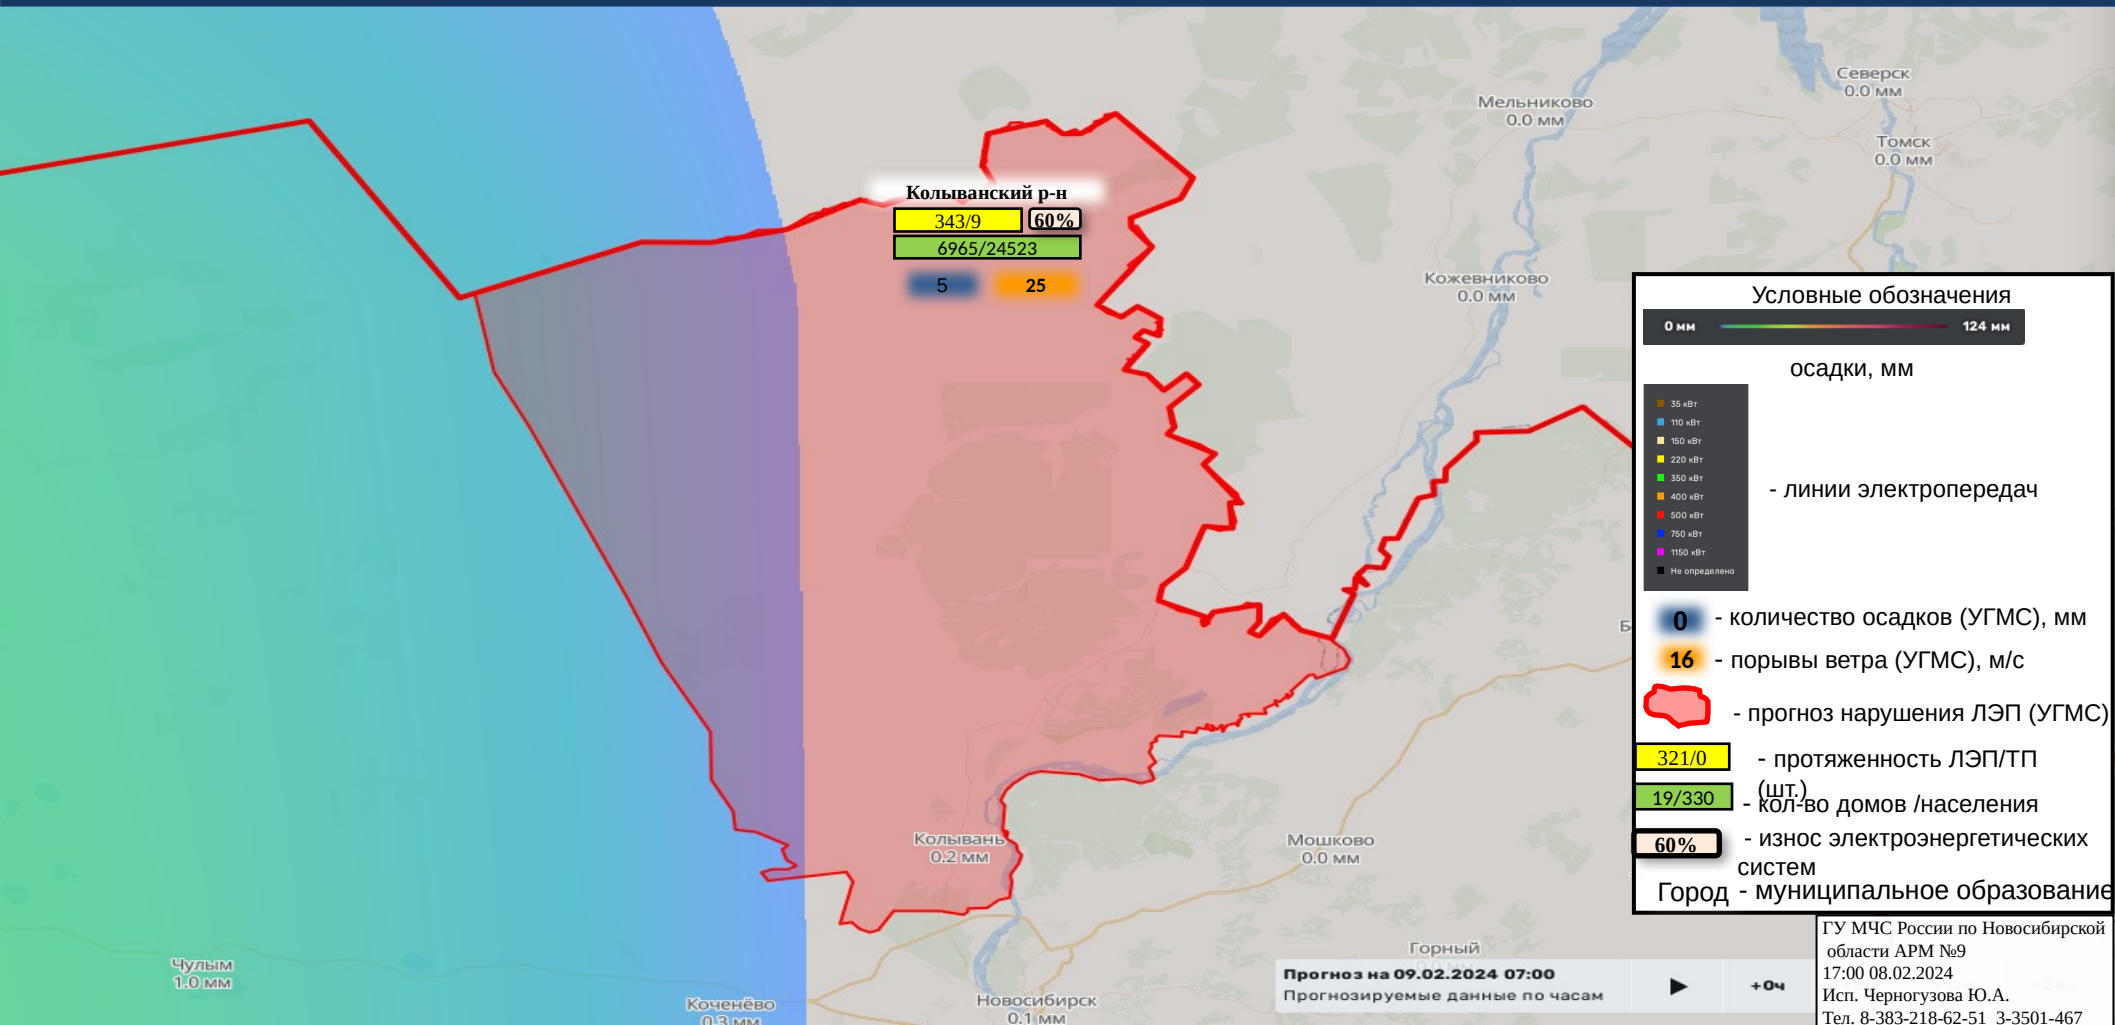 Северск
0.0 мм
Мельниково
0.0 мм
Томск
0.0 мм
Колыванский р-н
343/9
60%
6965/24523
5
25
Кожевниково
0.0 мм
Колывань
0.2 мм
Мошково
0.0 мм
Горный
Чулым
1.0 мм
Коченёво
0.3 мм
Новосибирск
0.1 мм
Прогноз на 09.02.2024 07:00
Прогнозируемые данные по часам
+0ч
Условные обозначения
0 мм
124 мм
осадки, мм
35 кВт
110 кВт
150 кВт
220 кВт
350 кВт
400 кВт
500 кВт
750 кВт
1150 кВт
Не определено
- линии электропередач
0
- количество осадков (УГМС), мм
16
- порывы ветра (УГМС), м/с
- прогноз нарушения ЛЭП (УГМС)
321/0
- протяженность ЛЭП/ТП
(шт.)
19/330
- кол-во домов /населения
60%
- износ электроэнергетических
систем
Город - муниципальное образование
ГУ МЧС России по Новосибирской
области АРМ №9
17:00 08.02.2024
Исп. Черногузова Ю.А.
Тел. 8-383-218-62-51 3-3501-467